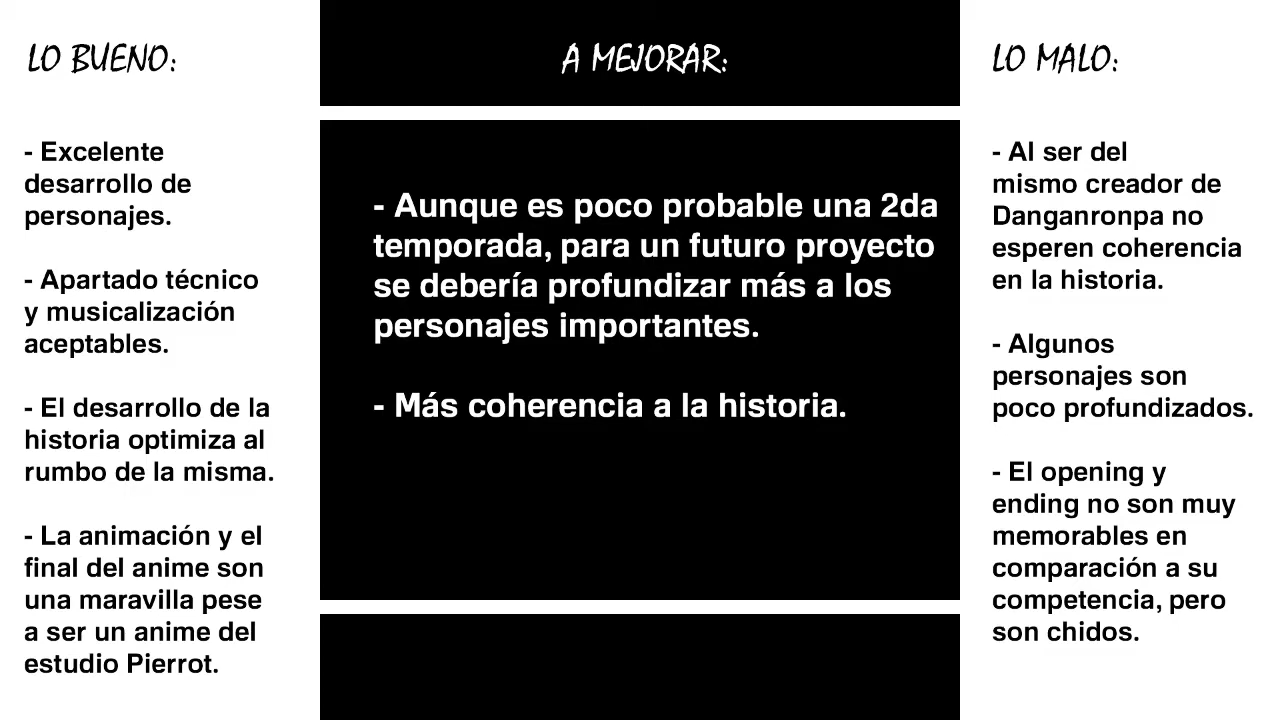 LO BUENO:
- Excelente
desarrollo de
personajes.
- Apartado técnico
y musicalización
aceptables.
- El desarrollo de la
historia optimiza al
rumbo de la misma.
- La animación y el
final del anime son
una maravilla pese
a ser un anime del
estudio Pierrot.
A MEJORAR:
- Aunque es poco probable una 2da
temporada, para un futuro proyecto
se debería profundizar más a los
personajes importantes.
- Más coherencia a la historia.
LO MALO:
- Al ser del
mismo creador de
Danganronpa no
esperen coherencia
en la historia.
- Algunos
personajes son
poco profundizados.
- El opening y
ending no son muy
memorables en
comparación a su
competencia, pero
son chidos.